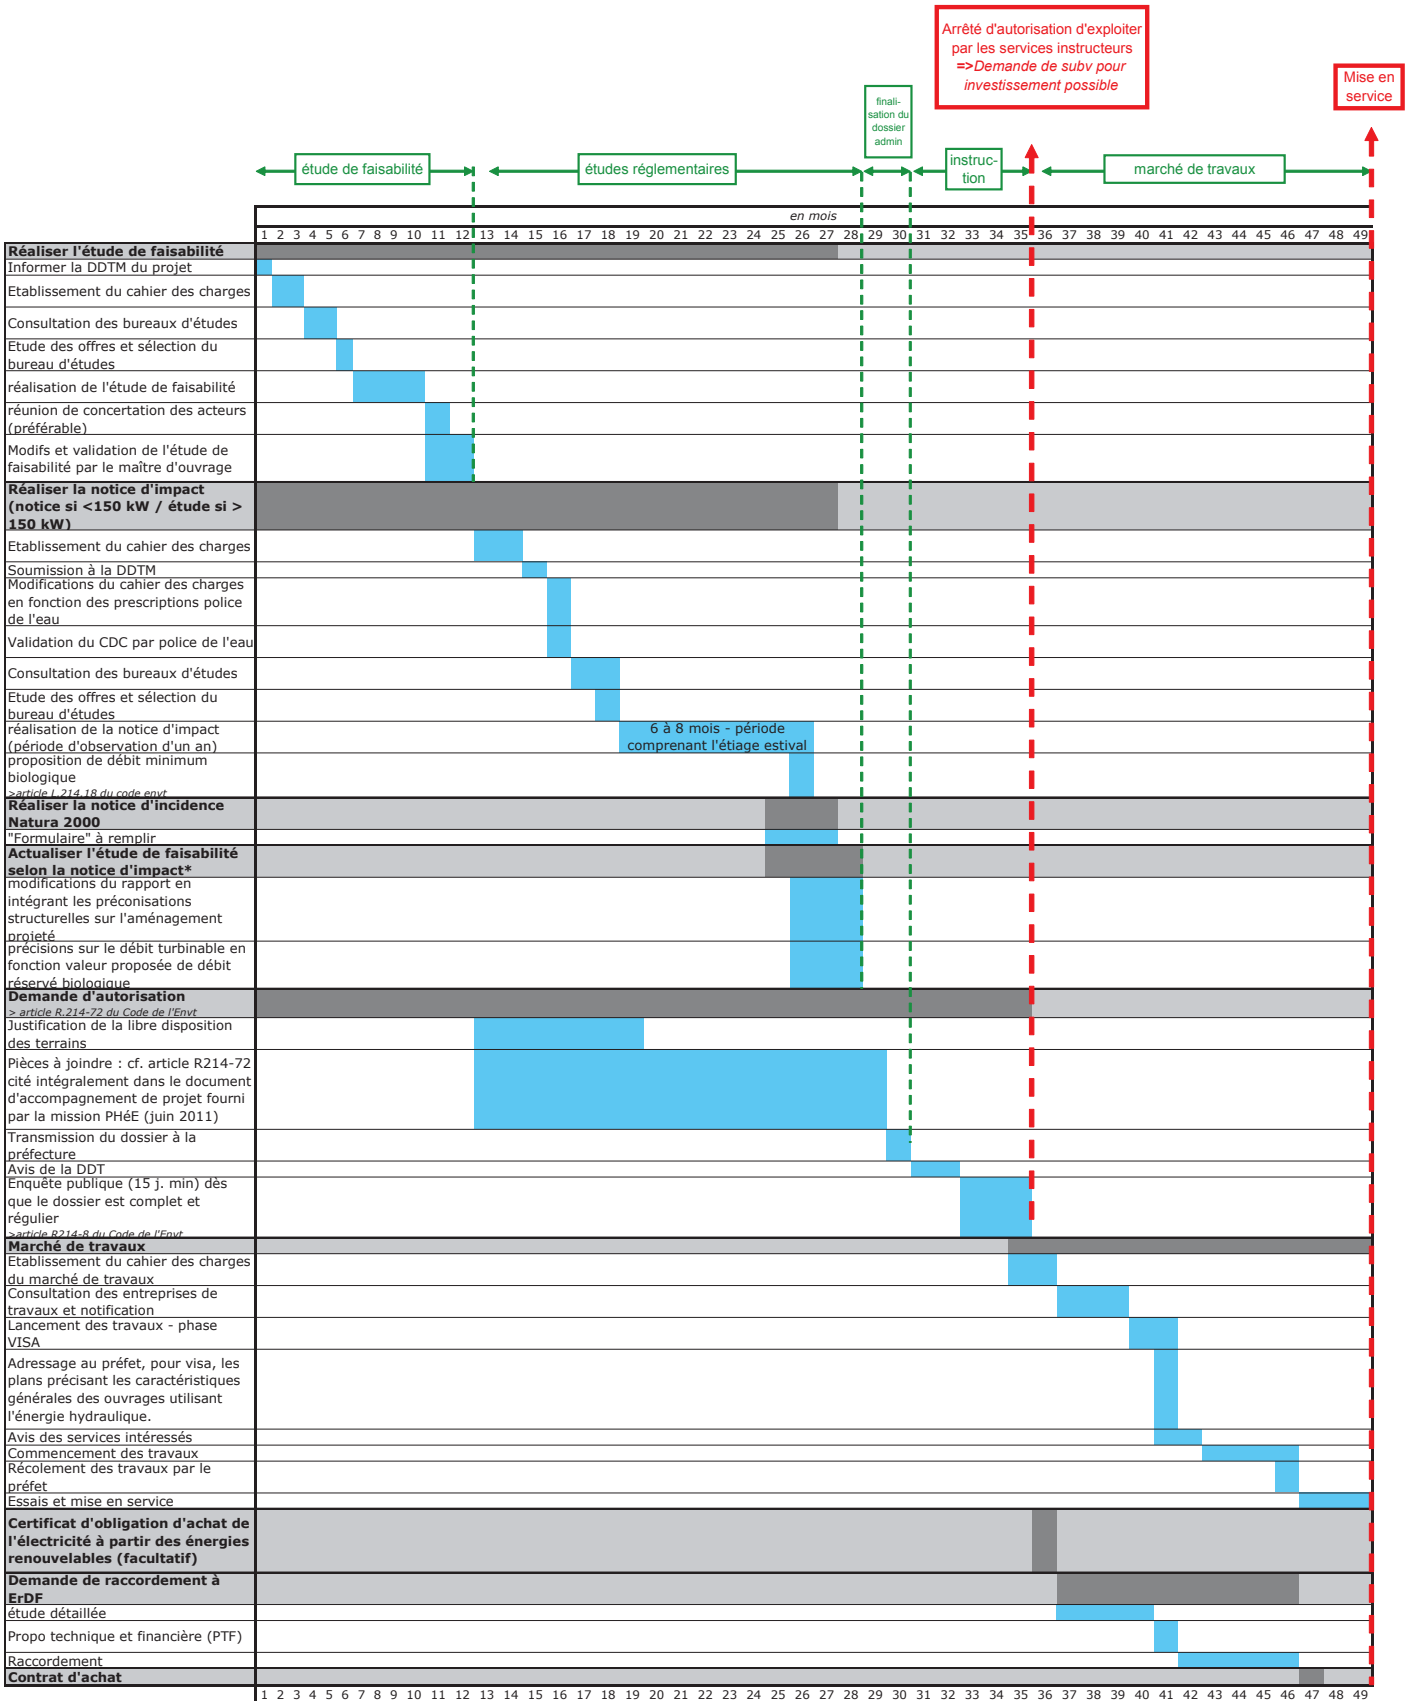 Arrêté d'autorisation d'exploiter
par les services instructeurs
=>Demande de subv pour
investissement possible
Mise en
service
finali-
sation du
dossier
admin
étude de faisabilité
études réglementaires
instruc-
tion
marché de travaux
en mois
1 2 3 4 5 6 7 8 9 10 11 12 13 14 15 16 17 18 19 20 21 22 23 24 25 26 27 28 29 30 31 32 33 34 35 36 37 38 39 40 41 42 43 44 45 46 47 48 49
Réaliser l'étude de faisabilité
Informer la DDTM du projet
Etablissement du cahier des charges
Consultation des bureaux d'études
Etude des offres et sélection du
bureau d'études
réalisation de l'étude de faisabilité
réunion de concertation des acteurs
(préférable)
Modifs et validation de l'étude de
faisabilité par le maître d'ouvrage
Réaliser la notice d'impact
(notice si <150 kW / étude si >
150 kW)
Etablissement du cahier des charges
Soumission à la DDTM
Modifications du cahier des charges
en fonction des prescriptions police
de l'eau
Validation du CDC par police de l'eau
Consultation des bureaux d'études
Etude des offres et sélection du
bureau d'études
réalisation de la notice d'impact
(période d'observation d'un an)
6 à 8 mois - période
comprenant l'étiage estival
proposition de débit minimum
biologique
>article L.214.18 du code envt
Réaliser la notice d'incidence
Natura 2000
"Formulaire" à remplir
Actualiser l'étude de faisabilité
selon la notice d'impact*
modifications du rapport en
intégrant les préconisations
structurelles sur l'aménagement
projeté
précisions sur le débit turbinable en
fonction valeur proposée de débit
réservé biologique
Demande d'autorisation
> article R.214-72 du Code de l'Envt
Justification de la libre disposition
des terrains
Pièces à joindre : cf. article R214-72
cité intégralement dans le document
d'accompagnement de projet fourni
par la mission PHéE (juin 2011)
Transmission du dossier à la
préfecture
Avis de la DDT
Enquête publique (15 j. min) dès
que le dossier est complet et
régulier
>article R214-8 du Code de l'Envt
Marché de travaux
Etablissement du cahier des charges
du marché de travaux
Consultation des entreprises de
travaux et notification
Lancement des travaux - phase
VISA
Adressage au préfet, pour visa, les
plans précisant les caractéristiques
générales des ouvrages utilisant
l'énergie hydraulique.
Avis des services intéressés
Commencement des travaux
Récolement des travaux par le
préfet
Essais et mise en service
Certificat d'obligation d'achat de
l'électricité à partir des énergies
renouvelables (facultatif)
Demande de raccordement à
ErDF
étude détaillée
Propo technique et financière (PTF)
Raccordement
Contrat d'achat
1 2 3 4 5 6 7 8 9 10 11 12 13 14 15 16 17 18 19 20 21 22 23 24 25 26 27 28 29 30 31 32 33 34 35 36 37 38 39 40 41 42 43 44 45 46 47 48 49